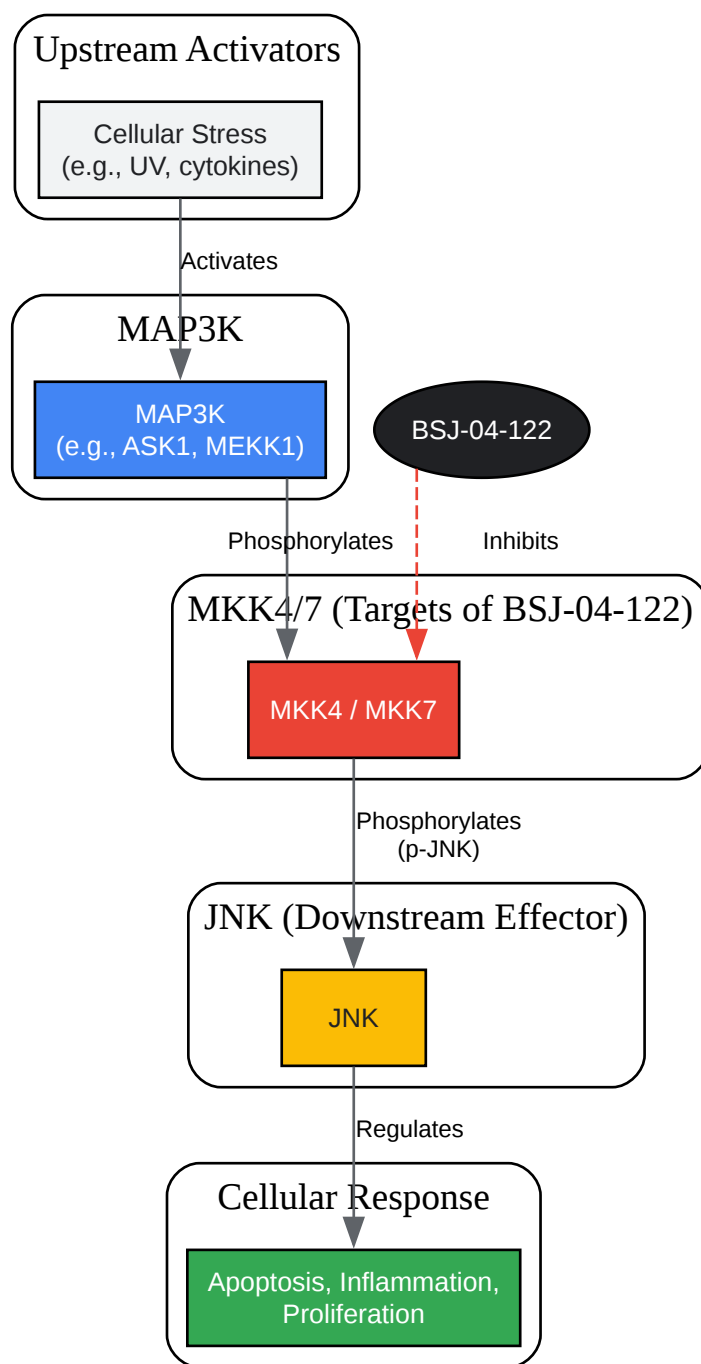 Upstream Activators
Cellular Stress
(e.g., UV, cytokines)
Activates
MAP3K
MAP3K
(e.g., ASK1, MEKK1)
BSJ-04-122
Phosphorylates
Inhibits
MKK4/7 (Targets of BSJ-04-122)
MKK4 / MKK7
Phosphorylates
(p-JNK)
JNK (Downstream Effector)
JNK
Regulates
Cellular Response
Apoptosis, Inflammation,
Proliferation